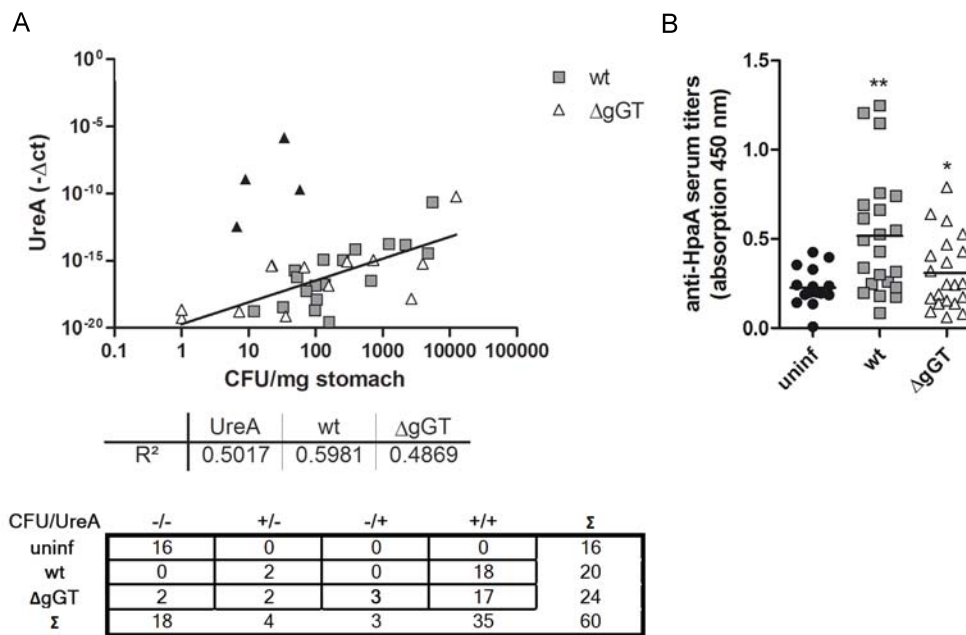 A
UreA (-Δct)
10⁰
10⁻⁵
10⁻¹⁰
10⁻¹⁵
10⁻²⁰
0.1 1 10 100 1000 10000 100000
CFU/mg stomach
wt
ΔgGT
UreA wt ΔgGT
R² 0.5017 0.5981 0.4869
CFU/UreA -/- +/- -/+ +/+ Σ
uninf 16 0 0 0 16
wt 0 2 0 18 20
ΔgGT 2 2 3 17 24
Σ 18 4 3 35 60
B
anti-HpaA serum titers
(absorption 450 nm)
1.5
1.0
0.5
0.0
**
*
uninf wt ΔgGT